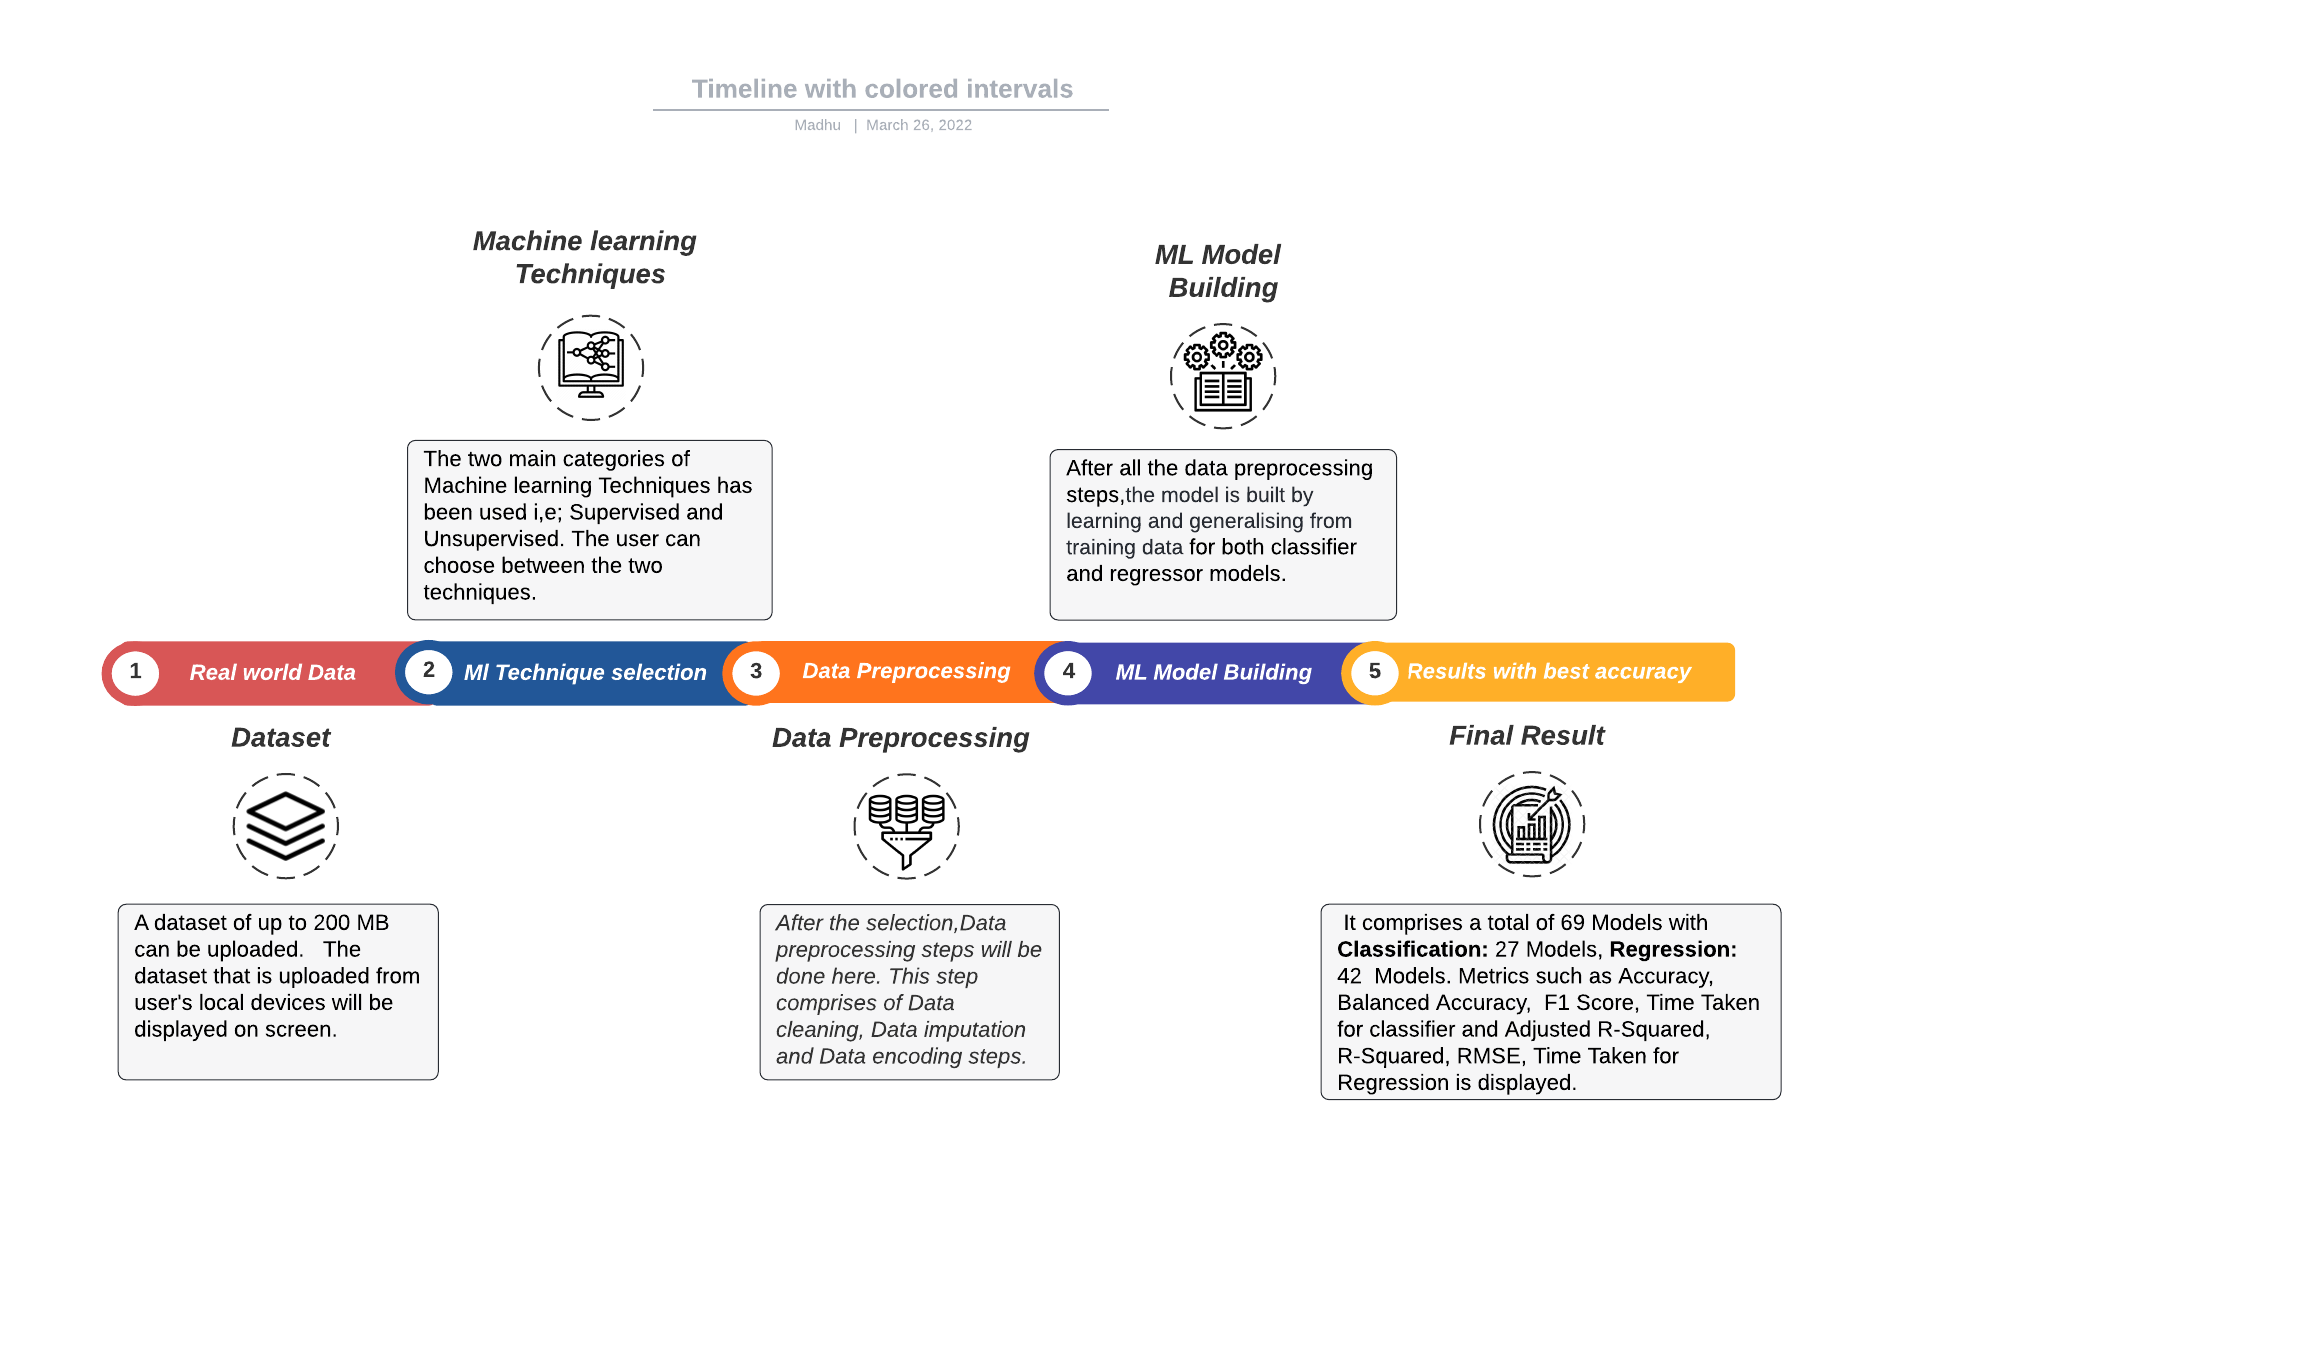 Timeline with colored intervals
Madhu | March 26, 2022
Machine learning
Techniques
The two main categories of
Machine learning Techniques has
been used i,e; Supervised and
Unsupervised. The user can
choose between the two
techniques.
ML Model
Building
After all the data preprocessing
steps,the model is built by
learning and generalising from
training data for both classifier
and regressor models.
1 Real world Data
2 Ml Technique selection
3 Data Preprocessing
4 ML Model Building
5 Results with best accuracy
Dataset
A dataset of up to 200 MB
can be uploaded. The
dataset that is uploaded from
user's local devices will be
displayed on screen.
Data Preprocessing
After the selection,Data
preprocessing steps will be
done here. This step
comprises of Data
cleaning, Data imputation
and Data encoding steps.
Final Result
It comprises a total of 69 Models with
Classification: 27 Models, Regression:
42 Models. Metrics such as Accuracy,
Balanced Accuracy, F1 Score, Time Taken
for classifier and Adjusted R-Squared,
R-Squared, RMSE, Time Taken for
Regression is displayed.